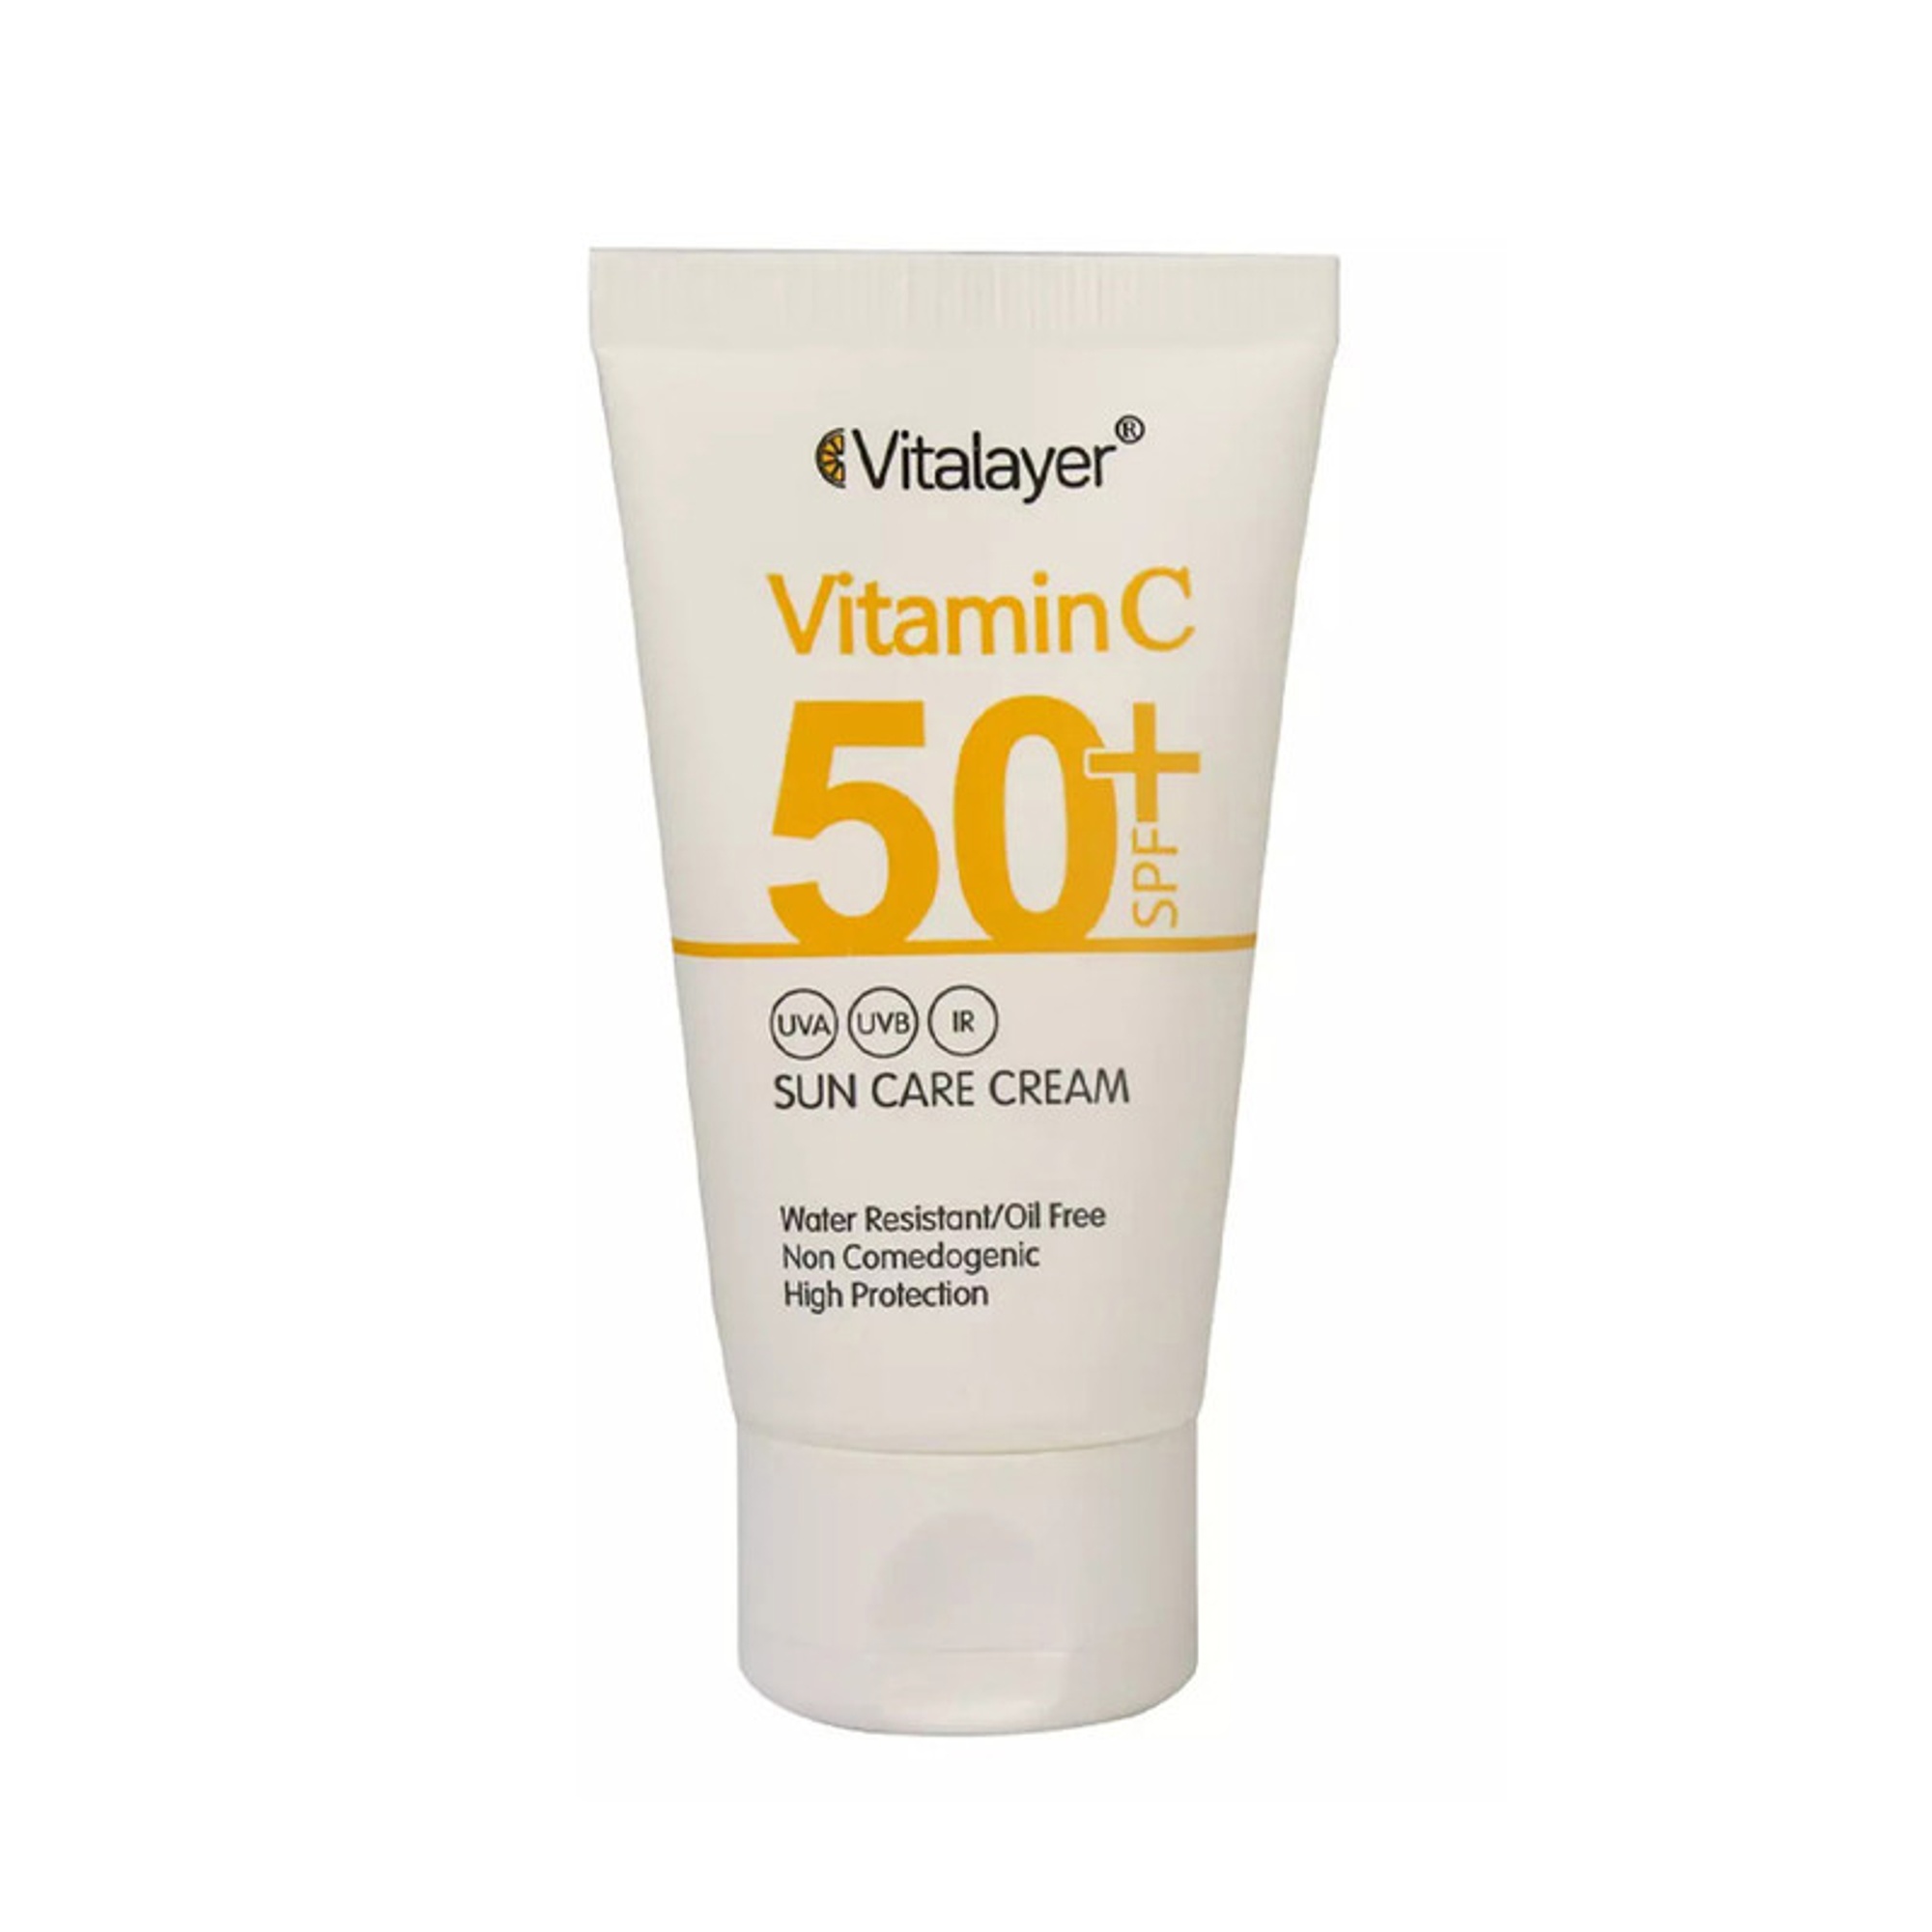 Vitalayer®
Vitamin C
50+
SPF
UVA UVB IR
SUN CARE CREAM
Water Resistant/Oil Free
Non Comedogenic
High Protection